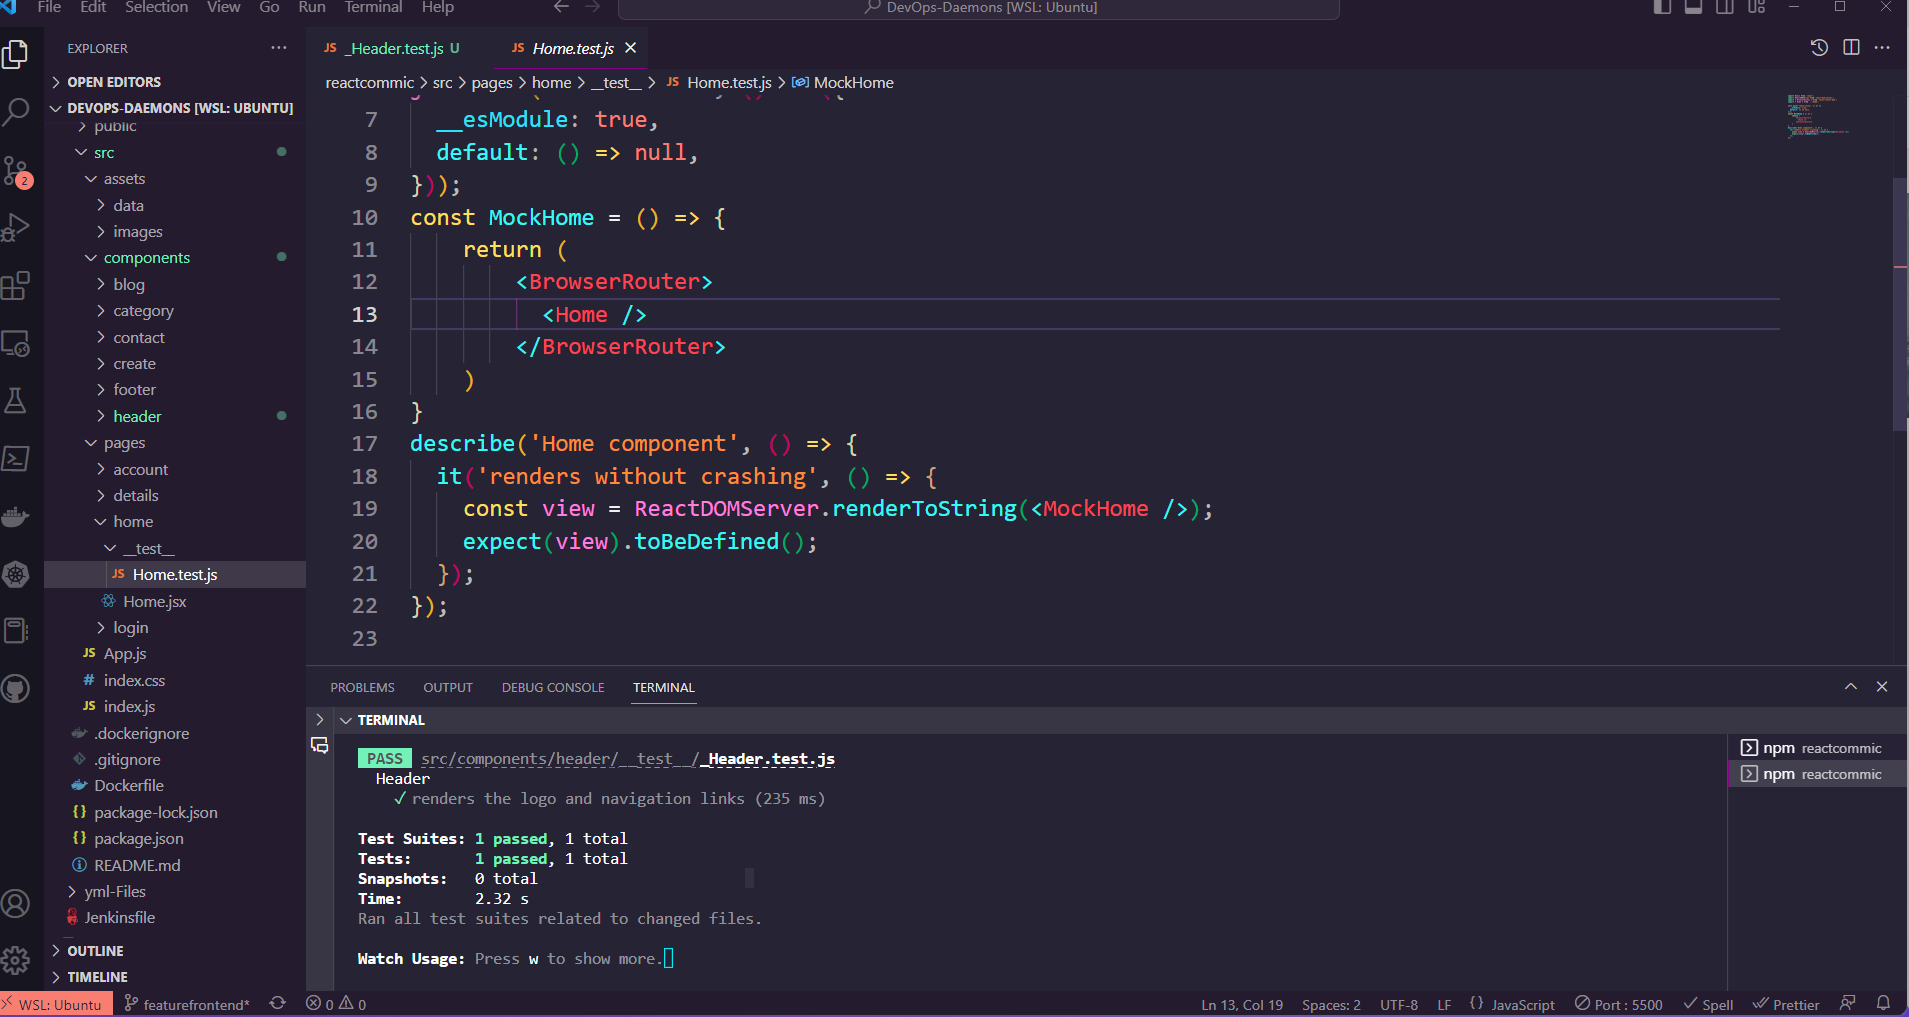 File Edit Selection View Go Run Terminal Help
DevOps-Daemons [WSL: Ubuntu]
EXPLORER
OPEN EDITORS
DEVOPS-DAEMONS [WSL: UBUNTU]
public
src
assets
data
images
components
blog
category
contact
create
footer
header
pages
account
details
home
__test__
JS Home.test.js
Home.jsx
login
JS App.js
# index.css
JS index.js
.dockerignore
.gitignore
Dockerfile
{} package-lock.json
{} package.json
README.md
yml-Files
Jenkinsfile
OUTLINE
TIMELINE
2
JS _Header.test.js U
JS Home.test.js
reactcommic > src > pages > home > __test__ > JS Home.test.js > MockHome
7 __esModule: true,
8 default: () => null,
9 }));
10 const MockHome = () => {
11 return (
12 <BrowserRouter>
13 <Home />
14 </BrowserRouter>
15 )
16 }
17 describe('Home component', () => {
18 it('renders without crashing', () => {
19 const view = ReactDOMServer.renderToString(<MockHome />);
20 expect(view).toBeDefined();
21 });
22 });
23
PROBLEMS OUTPUT DEBUG CONSOLE TERMINAL
TERMINAL
PASS src/components/header/__test__/_Header.test.js
Header
✓ renders the logo and navigation links (235 ms)
Test Suites: 1 passed, 1 total
Tests: 1 passed, 1 total
Snapshots: 0 total
Time: 2.32 s
Ran all test suites related to changed files.
Watch Usage: Press w to show more.
npm reactcommic
npm reactcommic
WSL: Ubuntu featurefrontend* 0 0 Ln 13, Col 19 Spaces: 2 UTF-8 LF {} JavaScript Port : 5500 Spell Prettier